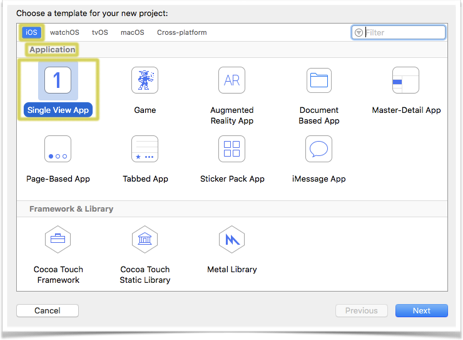 Choose a template for your new project:
iOS watchOS tvOS macOS Cross-platform Filter
Application
1 AR
Single View App Game Augmented Reality App Document Based App Master-Detail App
Page-Based App Tabbed App Sticker Pack App iMessage App
Framework & Library
Cocoa Touch Framework Cocoa Touch Static Library Metal Library
Cancel Previous Next